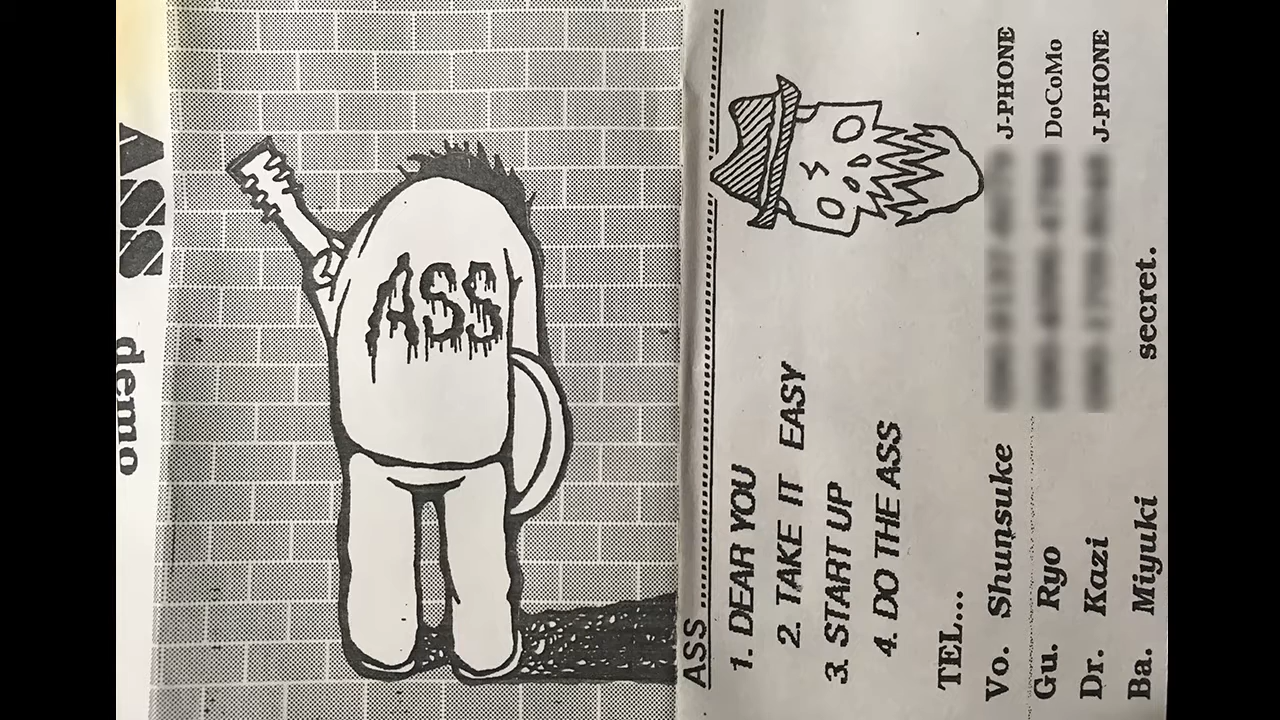 ASS demo
ASS
ASS
1. DEAR YOU
2. TAKE IT EASY
3. START UP
4. DO THE ASS
TEL...
Vo. Shunsuke J-PHONE
Gu. Ryo DoCoMo
Dr. Kazi J-PHONE
Ba. Miyuki secret.